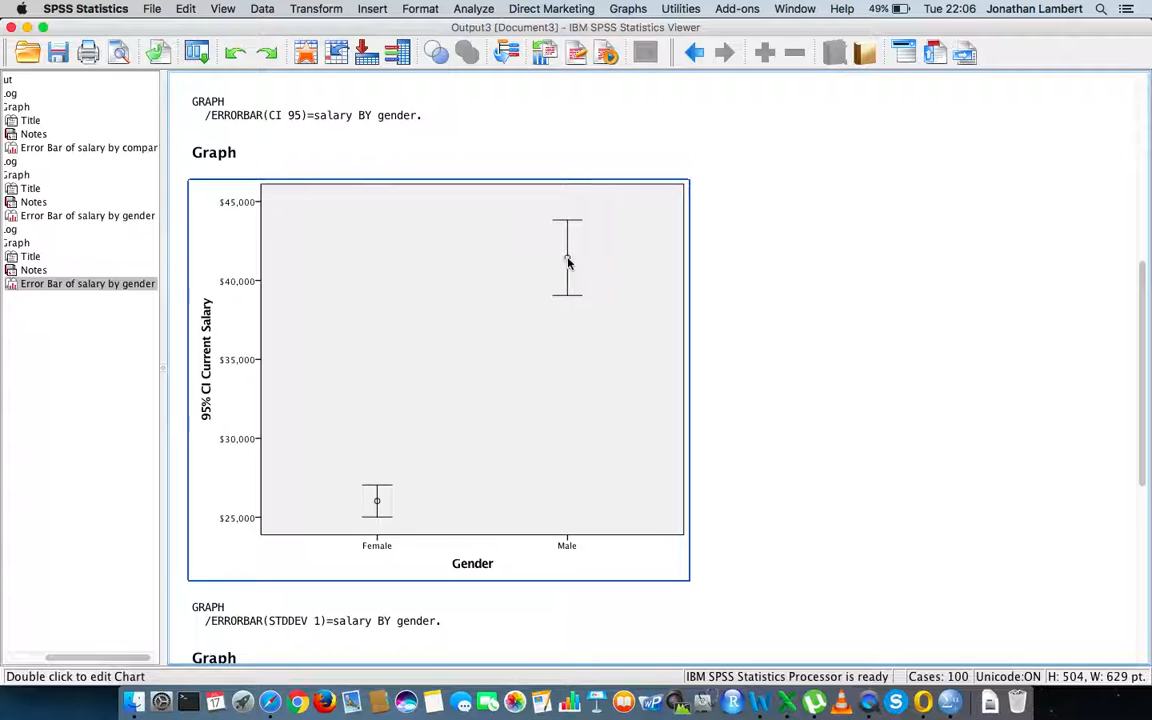 SPSS Statistics File Edit View Data Transform Insert Format Analyze Direct Marketing Graphs Utilities Add-ons Window Help 49% Tue 22:06 Jonathan Lambert
Output3 [Document3] - IBM SPSS Statistics Viewer
ut
Log
Graph
Title
Notes
Error Bar of salary by compar
Log
Graph
Title
Notes
Error Bar of salary by gender
Log
Graph
Title
Notes
Error Bar of salary by gender
GRAPH
/ERRORBAR(CI 95)=salary BY gender.
Graph
95% CI Current Salary
$45,000
$40,000
$35,000
$30,000
$25,000
Female Male
Gender
GRAPH
/ERRORBAR(STDDEV 1)=salary BY gender.
Graph
Double click to edit Chart IBM SPSS Statistics Processor is ready Cases: 100 Unicode:ON H: 504, W: 629 pt.